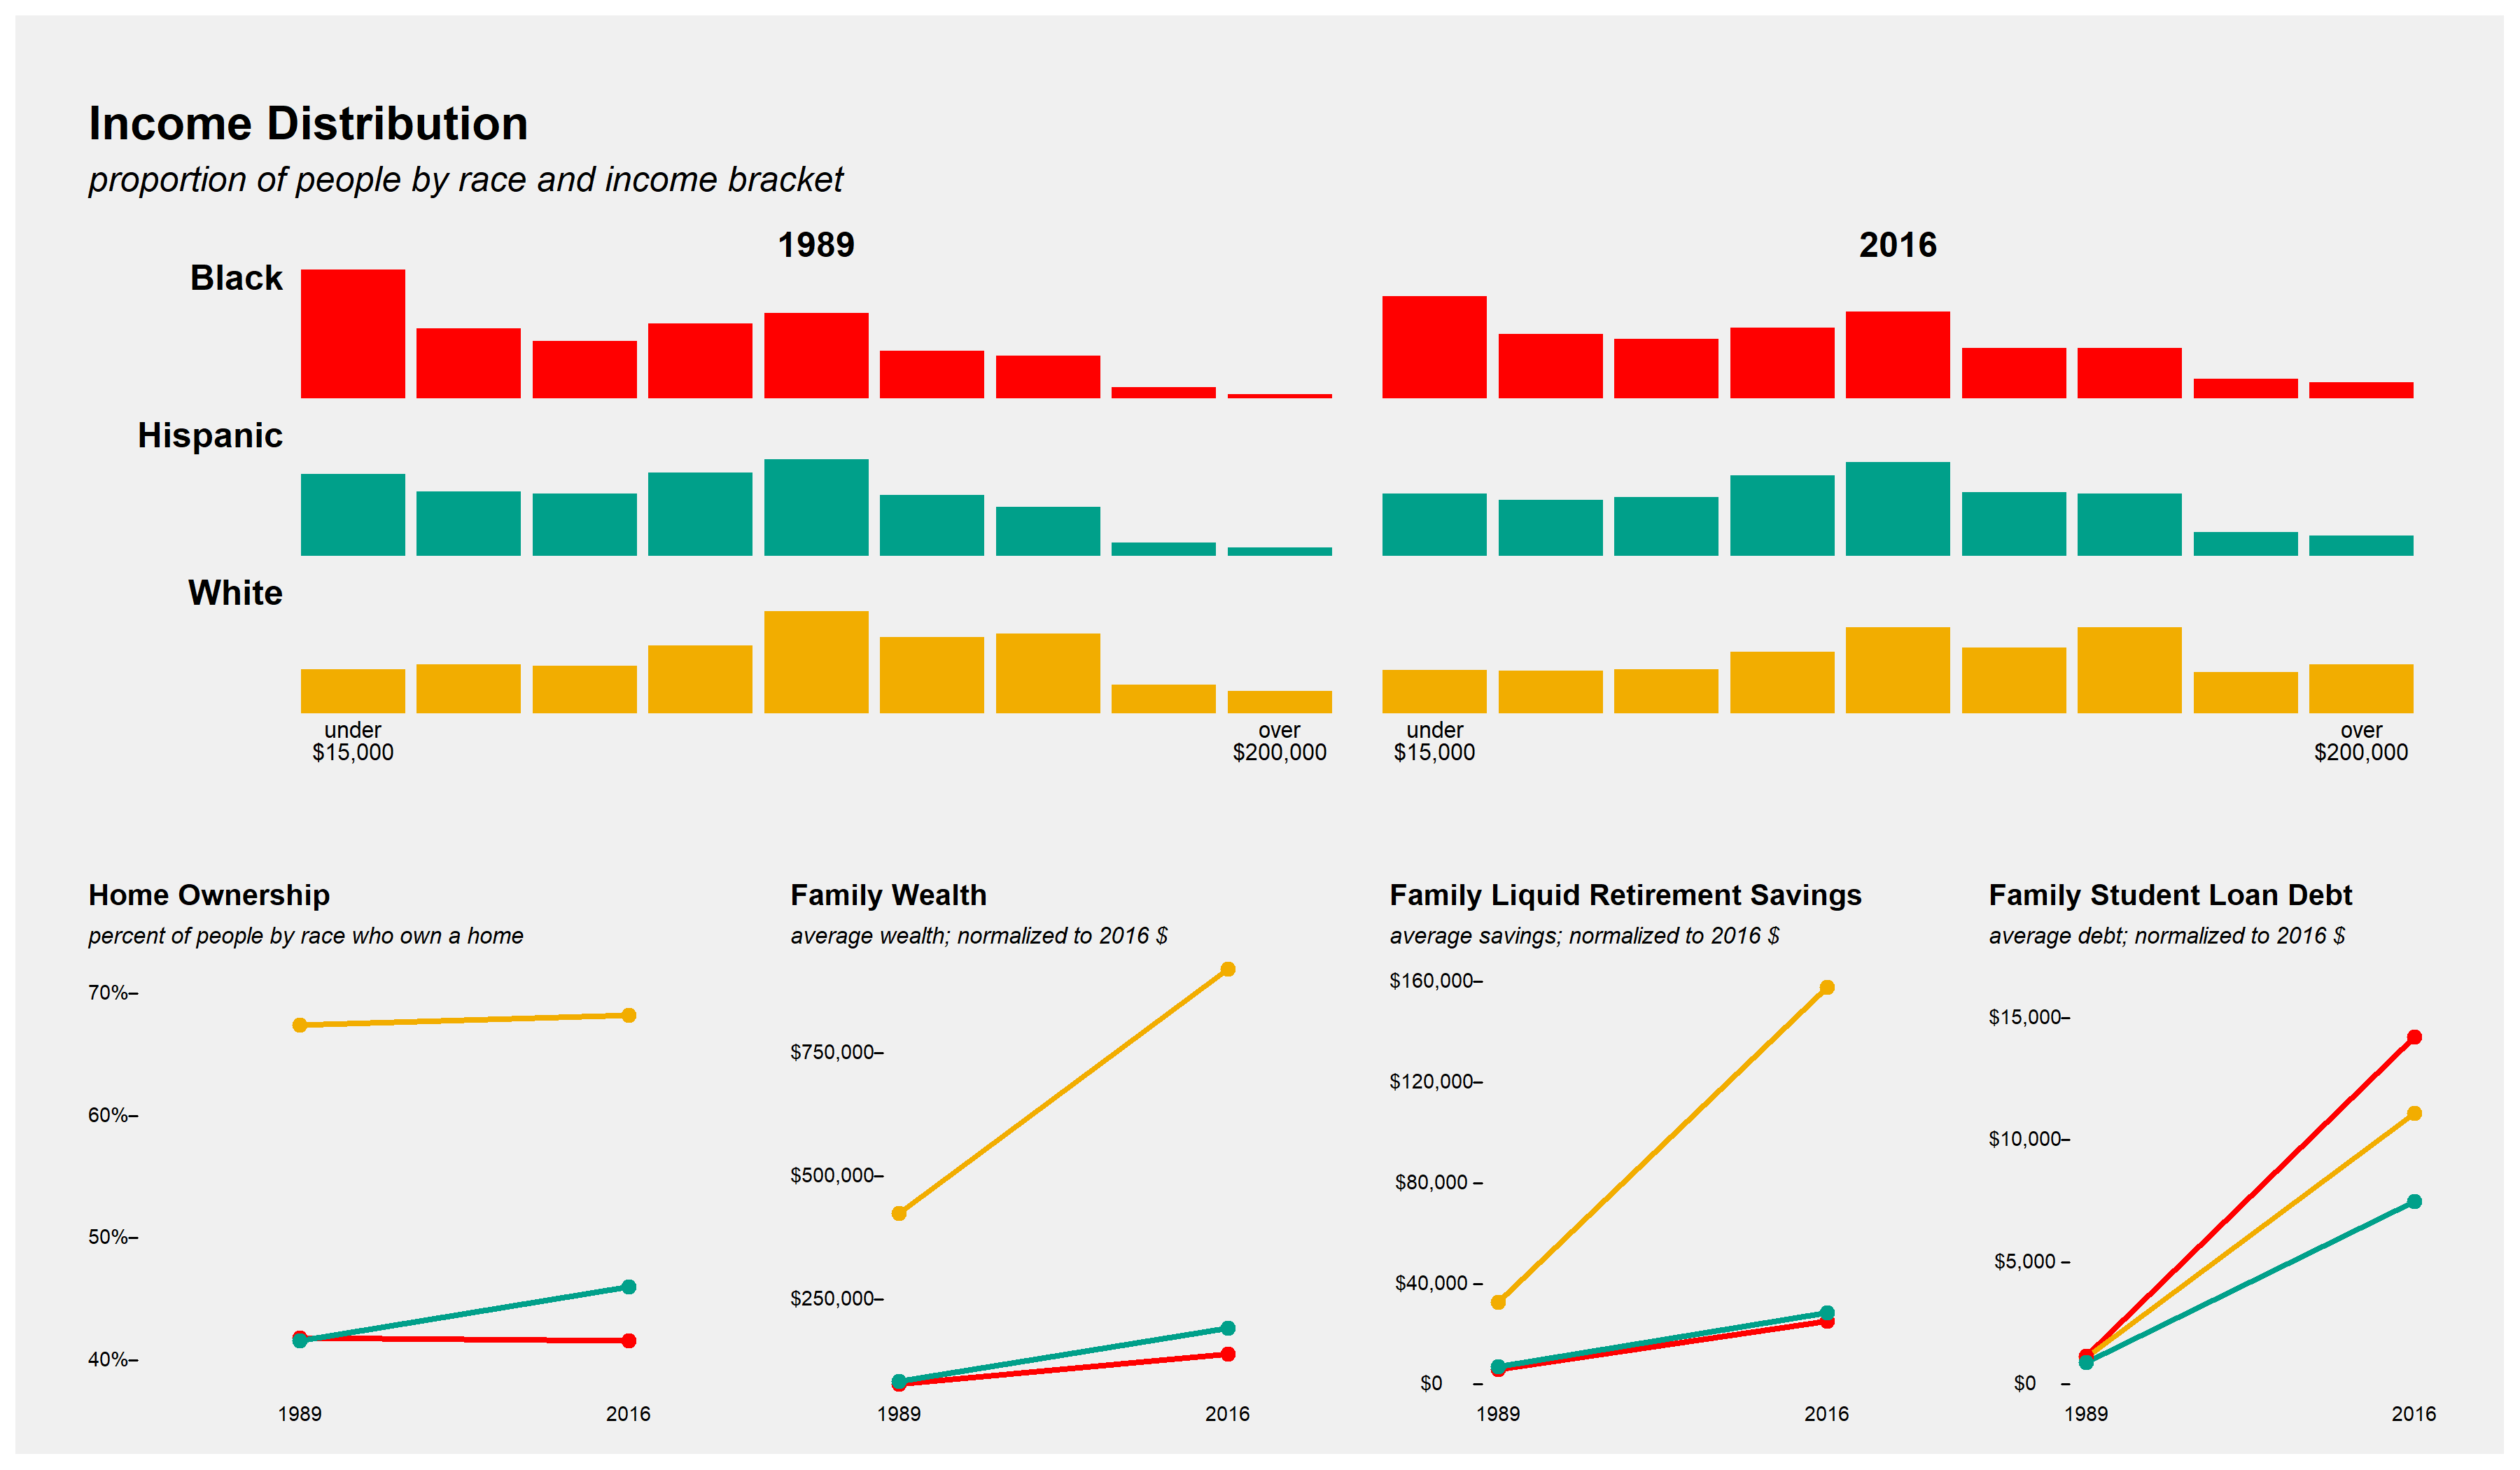 Income Distribution
proportion of people by race and income bracket
1989
2016
Black
Hispanic
White
under
$15,000
over
$200,000
under
$15,000
over
$200,000
Home Ownership
percent of people by race who own a home
70%–
60%–
50%–
40%–
1989
2016
Family Wealth
average wealth; normalized to 2016 $
$750,000–
$500,000–
$250,000–
1989
2016
Family Liquid Retirement Savings
average savings; normalized to 2016 $
$160,000–
$120,000–
$80,000 –
$40,000 –
$0 –
1989
2016
Family Student Loan Debt
average debt; normalized to 2016 $
$15,000–
$10,000–
$5,000 –
$0 –
1989
2016